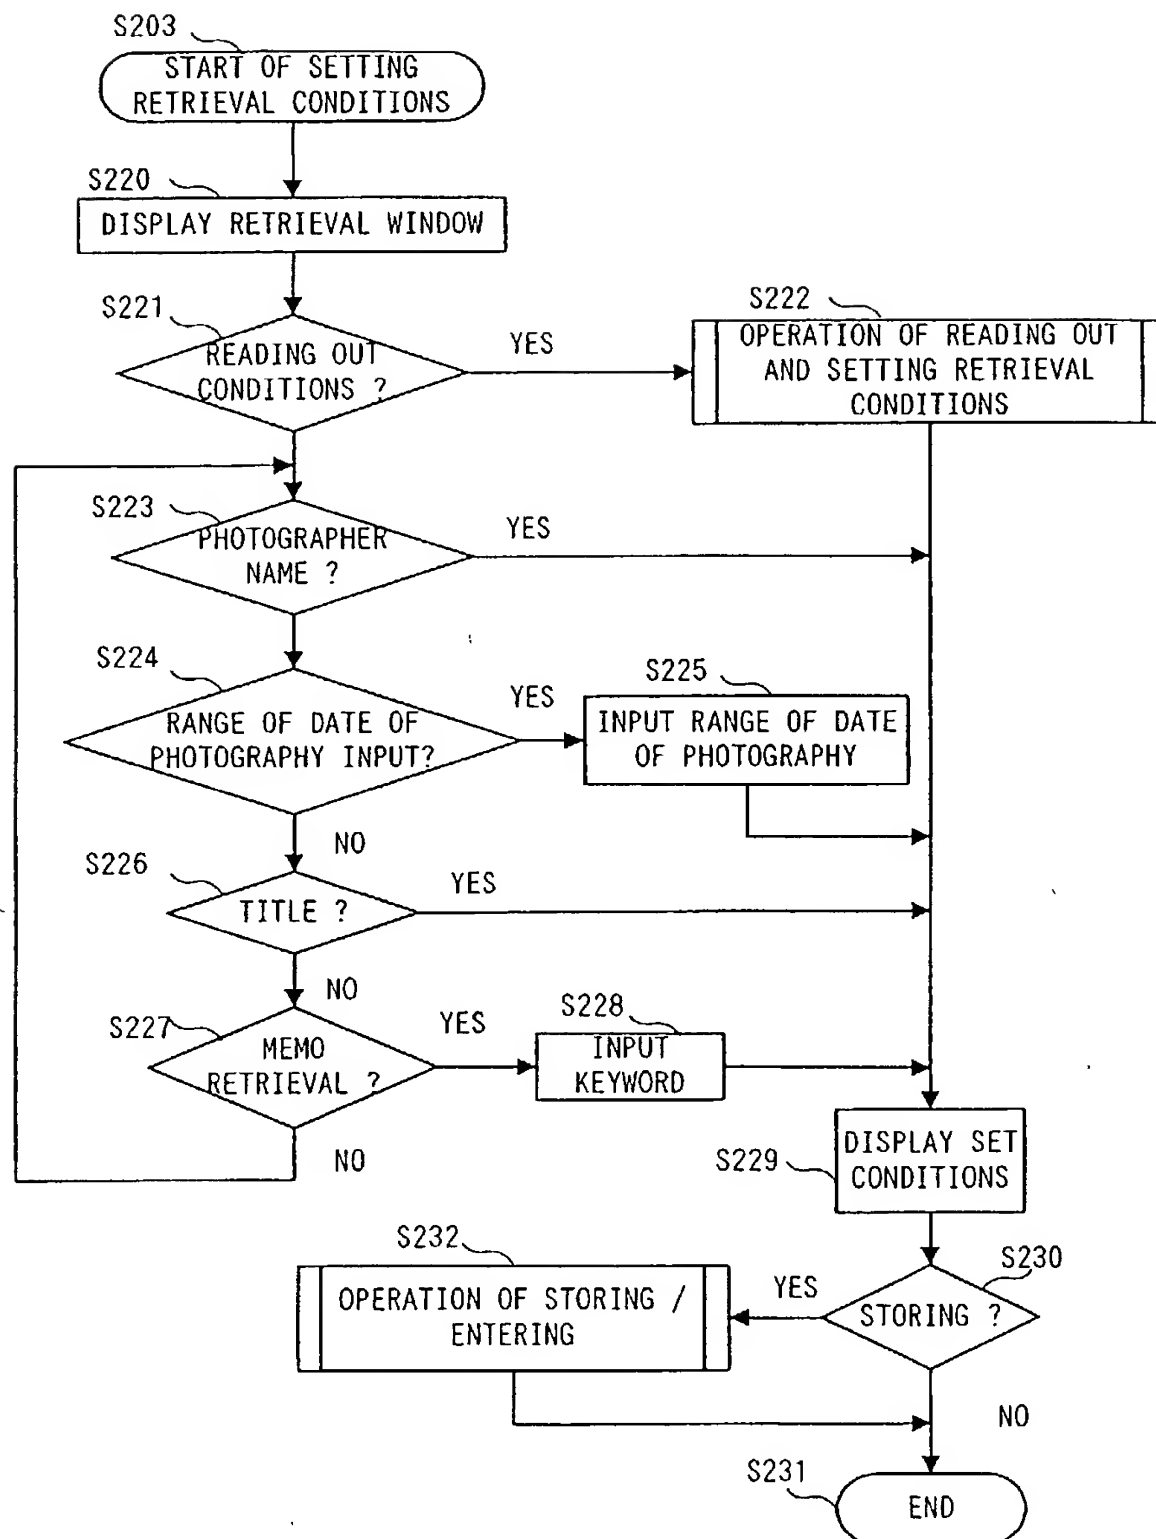 S203
START OF SETTING
RETRIEVAL CONDITIONS
S220
DISPLAY RETRIEVAL WINDOW
S221
READING OUT
CONDITIONS ?
YES
S222
OPERATION OF READING OUT
AND SETTING RETRIEVAL
CONDITIONS
S223
PHOTOGRAPHER
NAME ?
YES
S224
RANGE OF DATE OF
PHOTOGRAPHY INPUT?
YES
S225
INPUT RANGE OF DATE
OF PHOTOGRAPHY
NO
S226
TITLE ?
YES
NO
S227
MEMO
RETRIEVAL ?
YES
S228
INPUT
KEYWORD
NO
S229
DISPLAY SET
CONDITIONS
S230
STORING ?
YES
S232
OPERATION OF STORING /
ENTERING
NO
S231
END